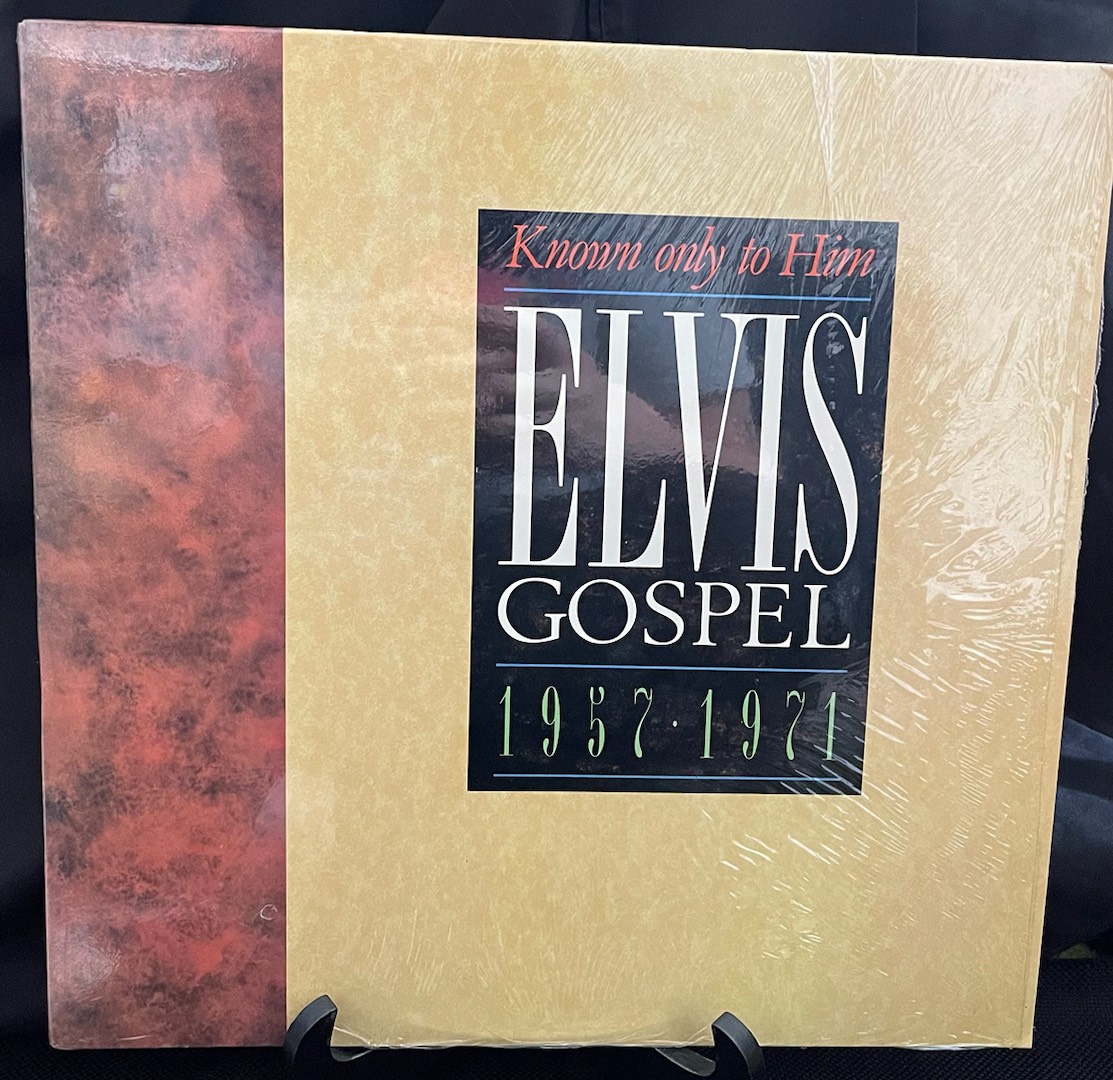 Known only to Him
ELVIS
GOSPEL
1957·1971